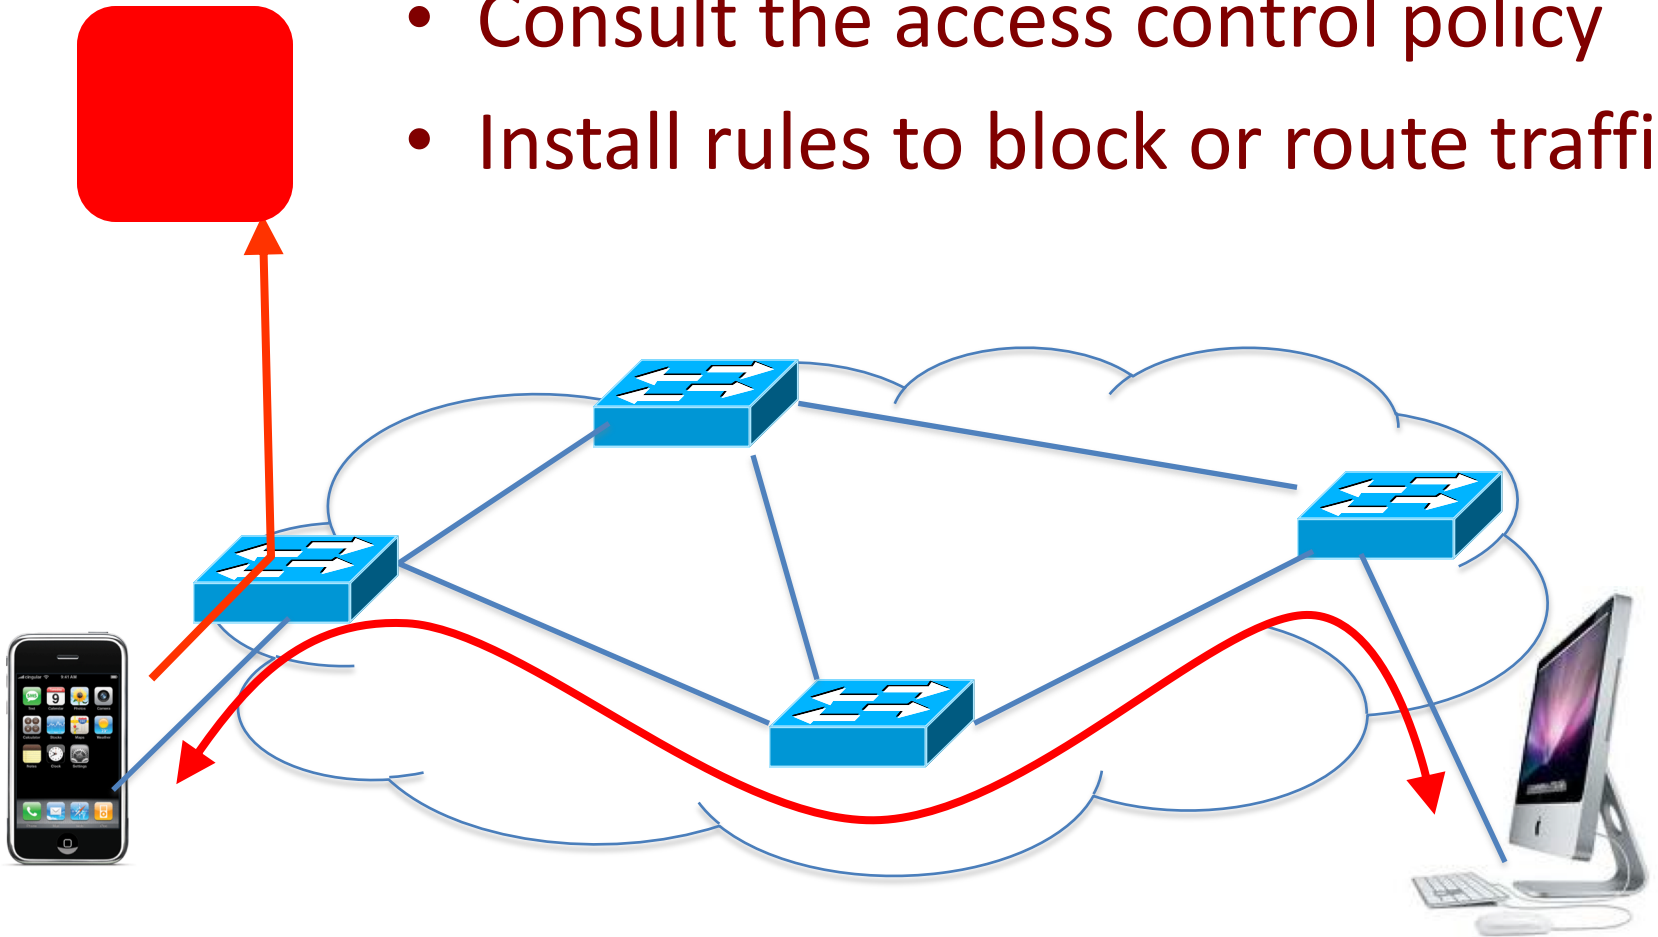 • Consult the access control policy
• Install rules to block or route traffi